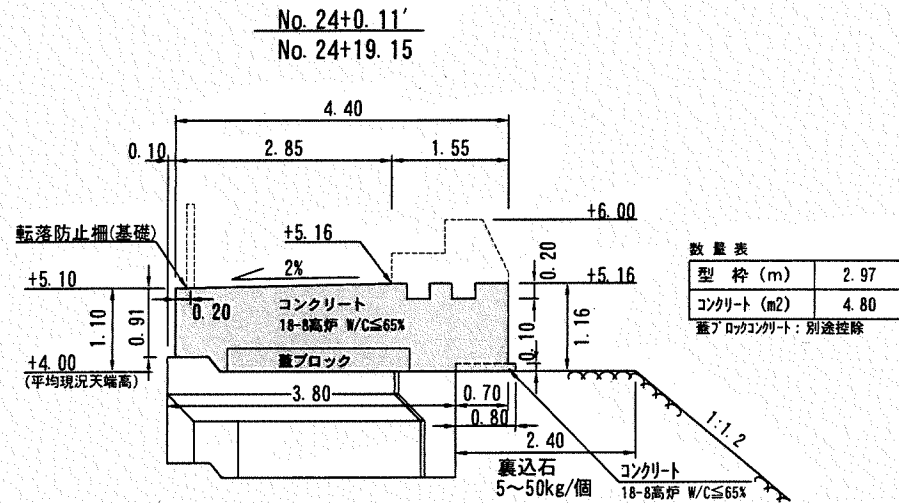 No. 24+0. 11′
No. 24+19. 15
4. 40
0. 10
2. 85
1. 55
+6. 00
転落防止柵(基礎)
+5. 16
0. 20
2%
+5. 10
+5. 16
0. 20
コンクリート
18-8高炉 W/C≦65%
1. 10
0. 91
0. 10
1. 16
蓋ブロック
+4. 00
(平均現況天端高)
3. 80
0. 70
0. 80
2. 40
1:1. 2
裏込石
5～50kg/個
コンクリート
18-8高炉 W/C≦65%
数 量 表
型 枠 (m) 2. 97
コンクリート (m2) 4. 80
蓋ブロックコンクリート : 別途控除